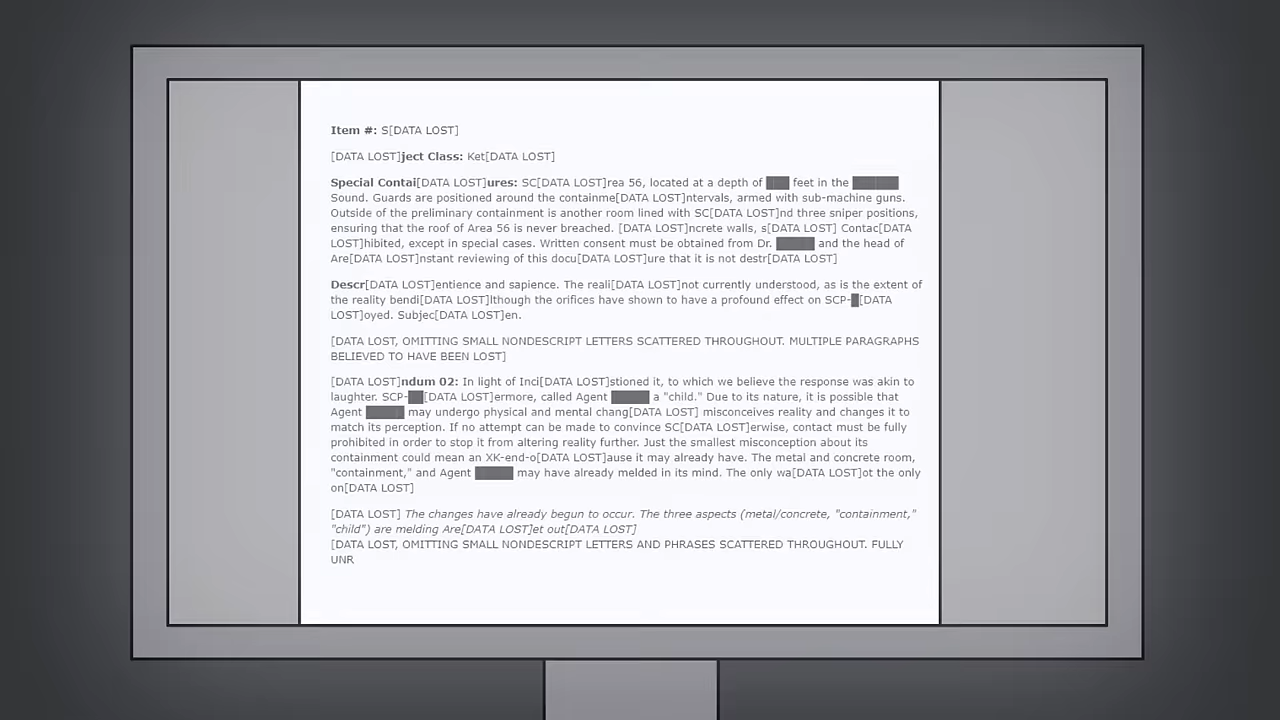 Item #: S[DATA LOST]
[DATA LOST]ject Class: Ket[DATA LOST]
Special Contai[DATA LOST]ures: SC[DATA LOST]rea 56, located at a depth of ███ feet in the ██████
Sound. Guards are positioned around the containme[DATA LOST]ntervals, armed with sub-machine guns.
Outside of the preliminary containment is another room lined with SC[DATA LOST]nd three sniper positions,
ensuring that the roof of Area 56 is never breached. [DATA LOST]ncrete walls, s[DATA LOST] Contac[DATA
LOST]hibited, except in special cases. Written consent must be obtained from Dr. █████ and the head of
Are[DATA LOST]nstant reviewing of this docu[DATA LOST]ure that it is not destr[DATA LOST]
Descr[DATA LOST]entience and sapience. The reali[DATA LOST]not currently understood, as is the extent of
the reality bendi[DATA LOST]lthough the orifices have shown to have a profound effect on SCP-█[DATA
LOST]oyed. Subjec[DATA LOST]en.
[DATA LOST, OMITTING SMALL NONDESCRIPT LETTERS SCATTERED THROUGHOUT. MULTIPLE PARAGRAPHS
BELIEVED TO HAVE BEEN LOST]
[DATA LOST]ndum 02: In light of Inci[DATA LOST]stioned it, to which we believe the response was akin to
laughter. SCP-██[DATA LOST]ermore, called Agent █████ a "child." Due to its nature, it is possible that
Agent █████ may undergo physical and mental chang[DATA LOST] misconceives reality and changes it to
match its perception. If no attempt can be made to convince SC[DATA LOST]erwise, contact must be fully
prohibited in order to stop it from altering reality further. Just the smallest misconception about its
containment could mean an XK-end-o[DATA LOST]ause it may already have. The metal and concrete room,
"containment," and Agent █████ may have already melded in its mind. The only wa[DATA LOST]ot the only
on[DATA LOST]
[DATA LOST] The changes have already begun to occur. The three aspects (metal/concrete, "containment,"
"child") are melding Are[DATA LOST]et out[DATA LOST]
[DATA LOST, OMITTING SMALL NONDESCRIPT LETTERS AND PHRASES SCATTERED THROUGHOUT. FULLY
UNR